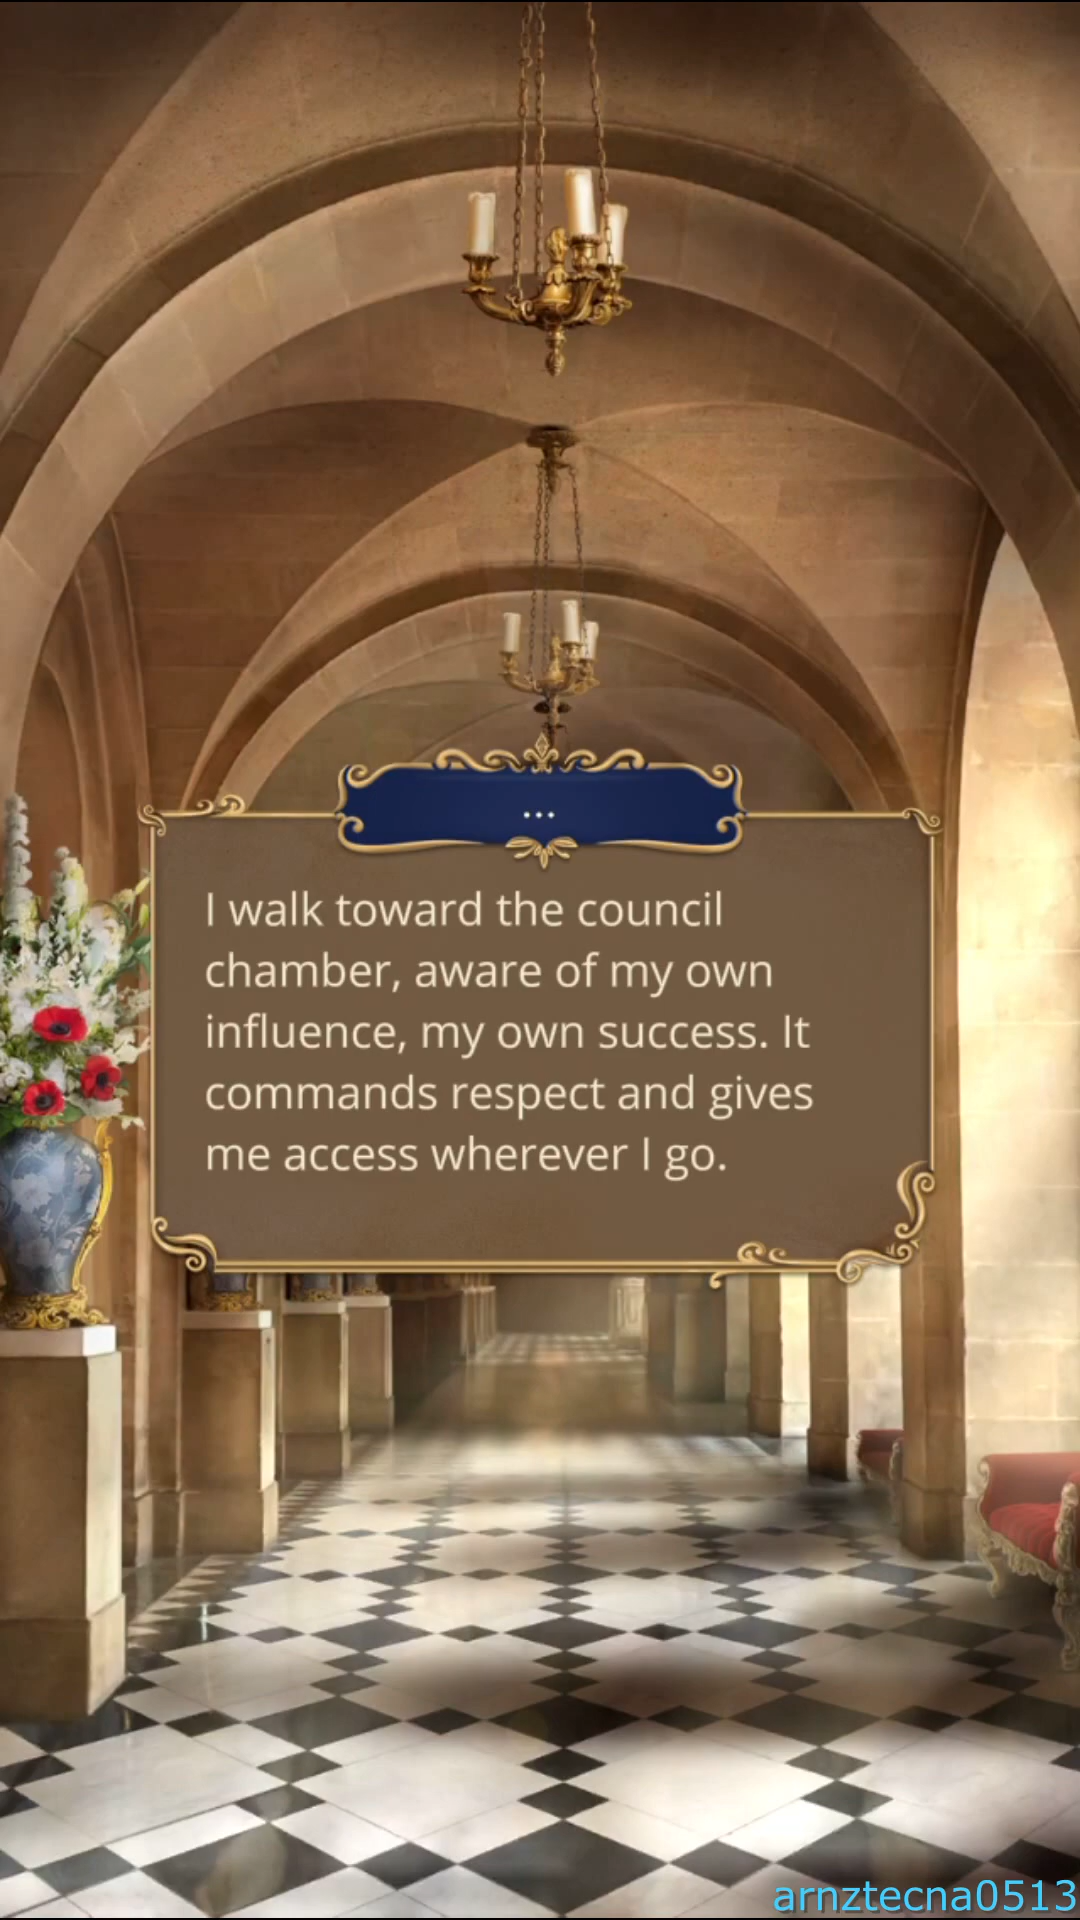 ...
I walk toward the council
chamber, aware of my own
influence, my own success. It
commands respect and gives
me access wherever I go.
arnztecna0513